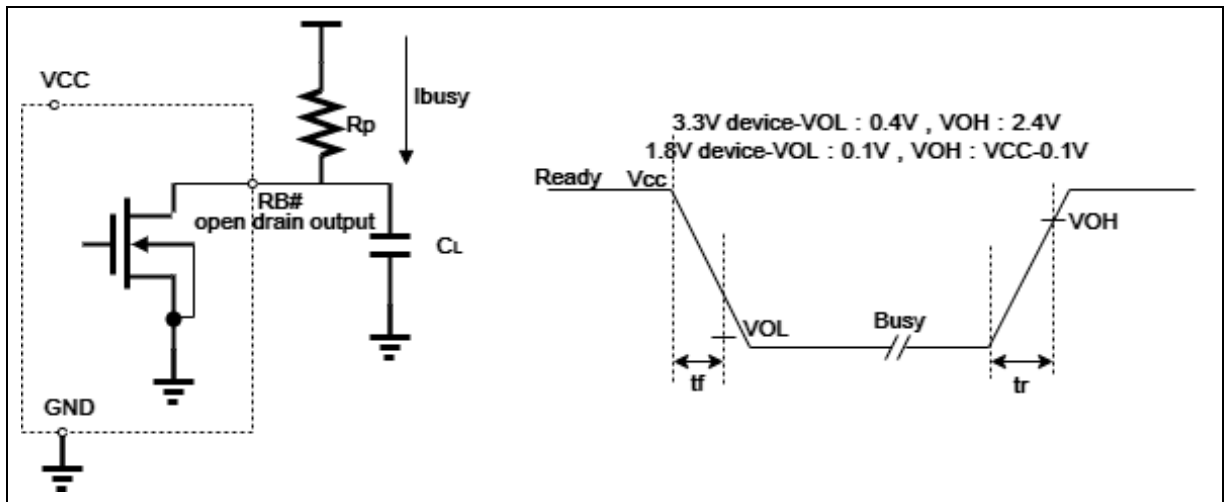 VCC
Rp
Ibusy
RB#
open drain output
CL
GND
3.3V device-VOL : 0.4V , VOH : 2.4V
1.8V device-VOL : 0.1V , VOH : VCC-0.1V
Ready Vcc
VOH
VOL
Busy
tf
tr